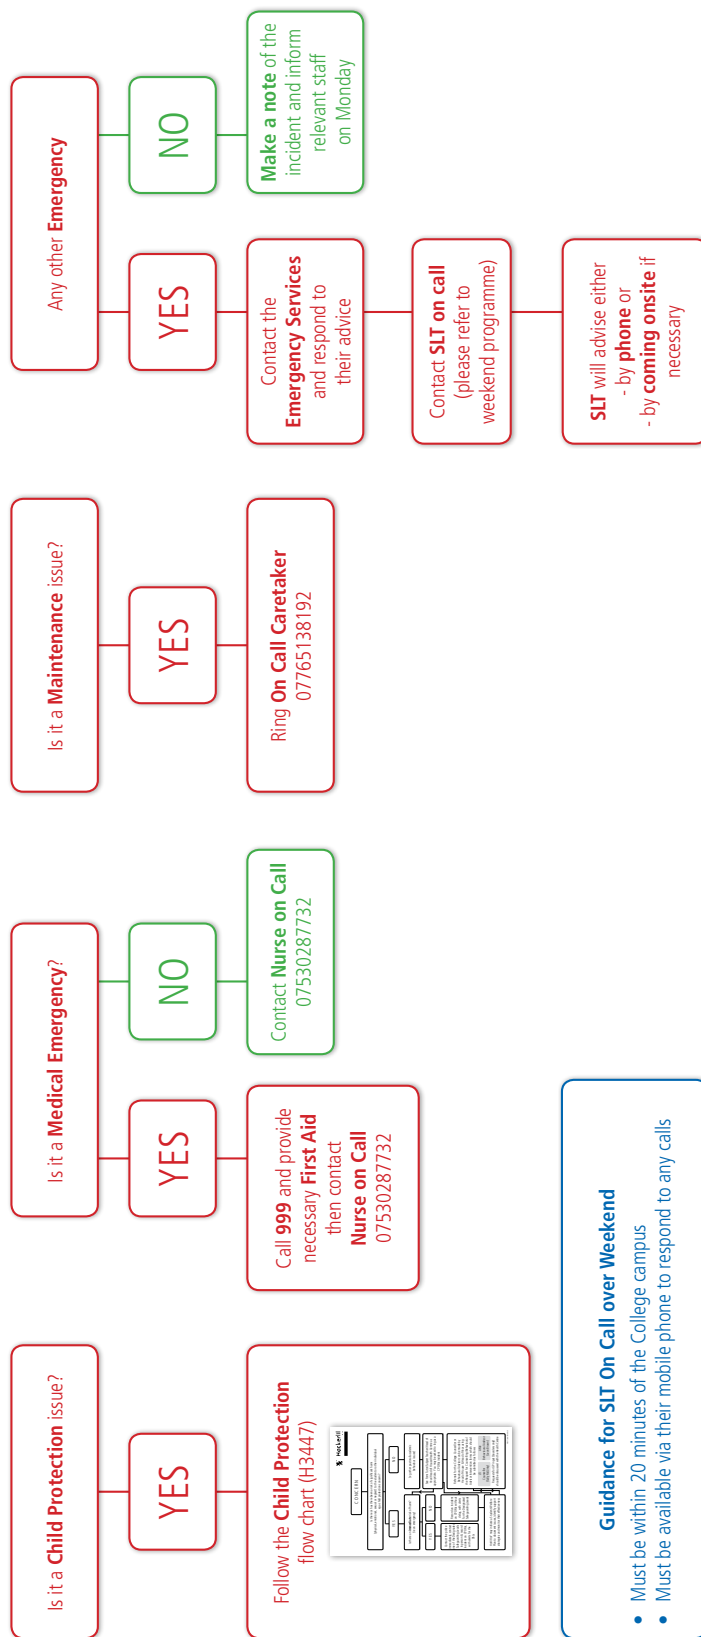 Is it a Child Protection issue?
YES
Follow the Child Protection
flow chart (H3447)
Hockerill
CONCERN
YES
NO
YES
NO
Is it a Medical Emergency?
YES
Call 999 and provide
necessary First Aid
then contact
Nurse on Call
07530287732
NO
Contact Nurse on Call
07530287732
Is it a Maintenance issue?
YES
Ring On Call Caretaker
07765138192
Any other Emergency
YES
Contact the
Emergency Services
and respond to
their advice
Contact SLT on call
(please refer to
weekend programme)
SLT will advise either
- by phone or
- by coming onsite if
necessary
NO
Make a note of the
incident and inform
relevant staff
on Monday
Guidance for SLT On Call over Weekend
• Must be within 20 minutes of the College campus
• Must be available via their mobile phone to respond to any calls